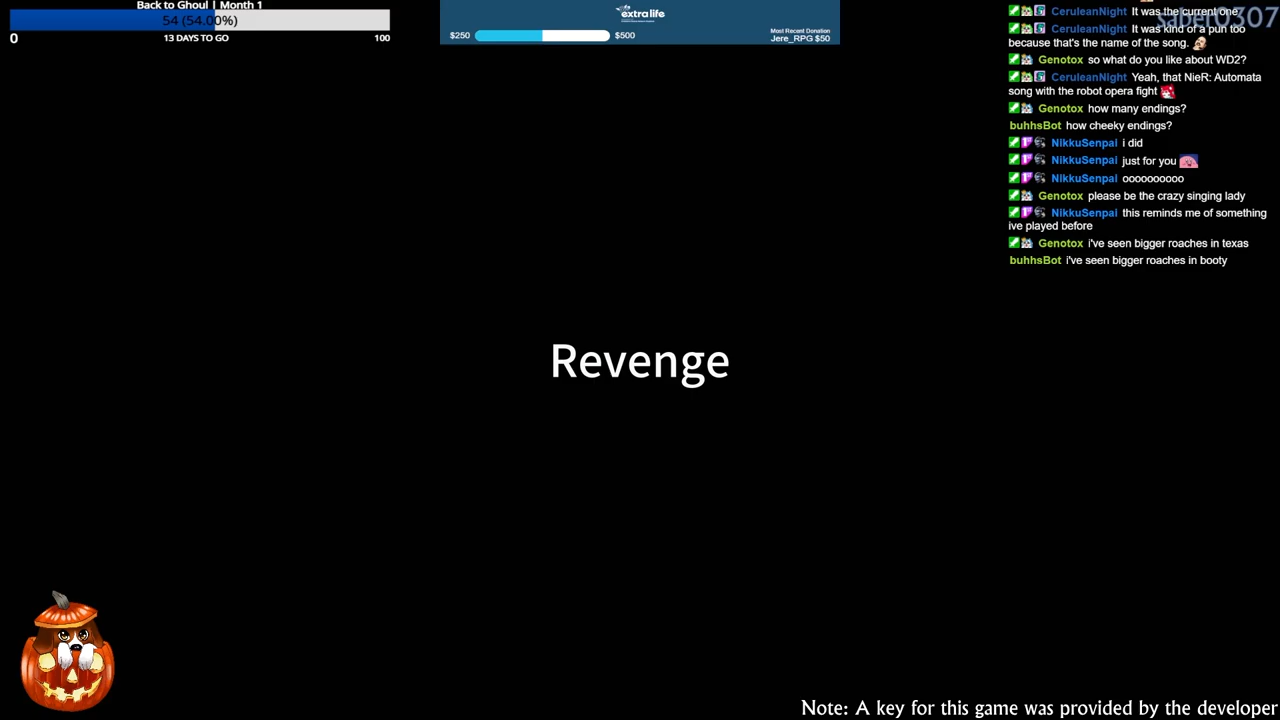 Back to Ghoul | Month 1
54 (54.00%)
0
13 DAYS TO GO
100
extralife
$250
$500
Most Recent Donation
Jere_RPG $50
CeruleanNight It was the current one.
CeruleanNight It was kind of a pun too
because that's the name of the song.
Genotox so what do you like about WD2?
CeruleanNight Yeah, that NieR: Automata
song with the robot opera fight
Genotox how many endings?
buhhsBot how cheeky endings?
NikkuSenpai i did
NikkuSenpai just for you
NikkuSenpai oooooooooo
Genotox please be the crazy singing lady
NikkuSenpai this reminds me of something
ive played before
Genotox i've seen bigger roaches in texas
buhhsBot i've seen bigger roaches in booty
Revenge
Note: A key for this game was provided by the developer